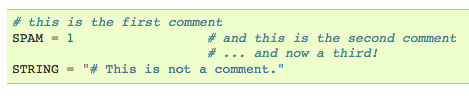 # this is the first comment
SPAM = 1                 # and this is the second comment
                         # ... and now a third!
STRING = "# This is not a comment."